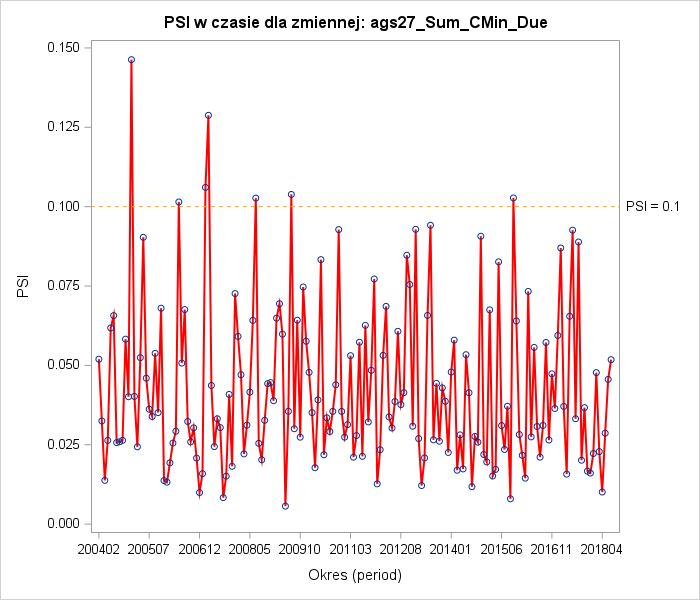 PSI w czasie dla zmiennej: ags27_Sum_CMin_Due
0.150
0.125
0.100
0.075
0.050
0.025
0.000
PSI
PSI = 0.1
200402 200507 200612 200805 200910 201103 201208 201401 201506 201611 201804
Okres (period)